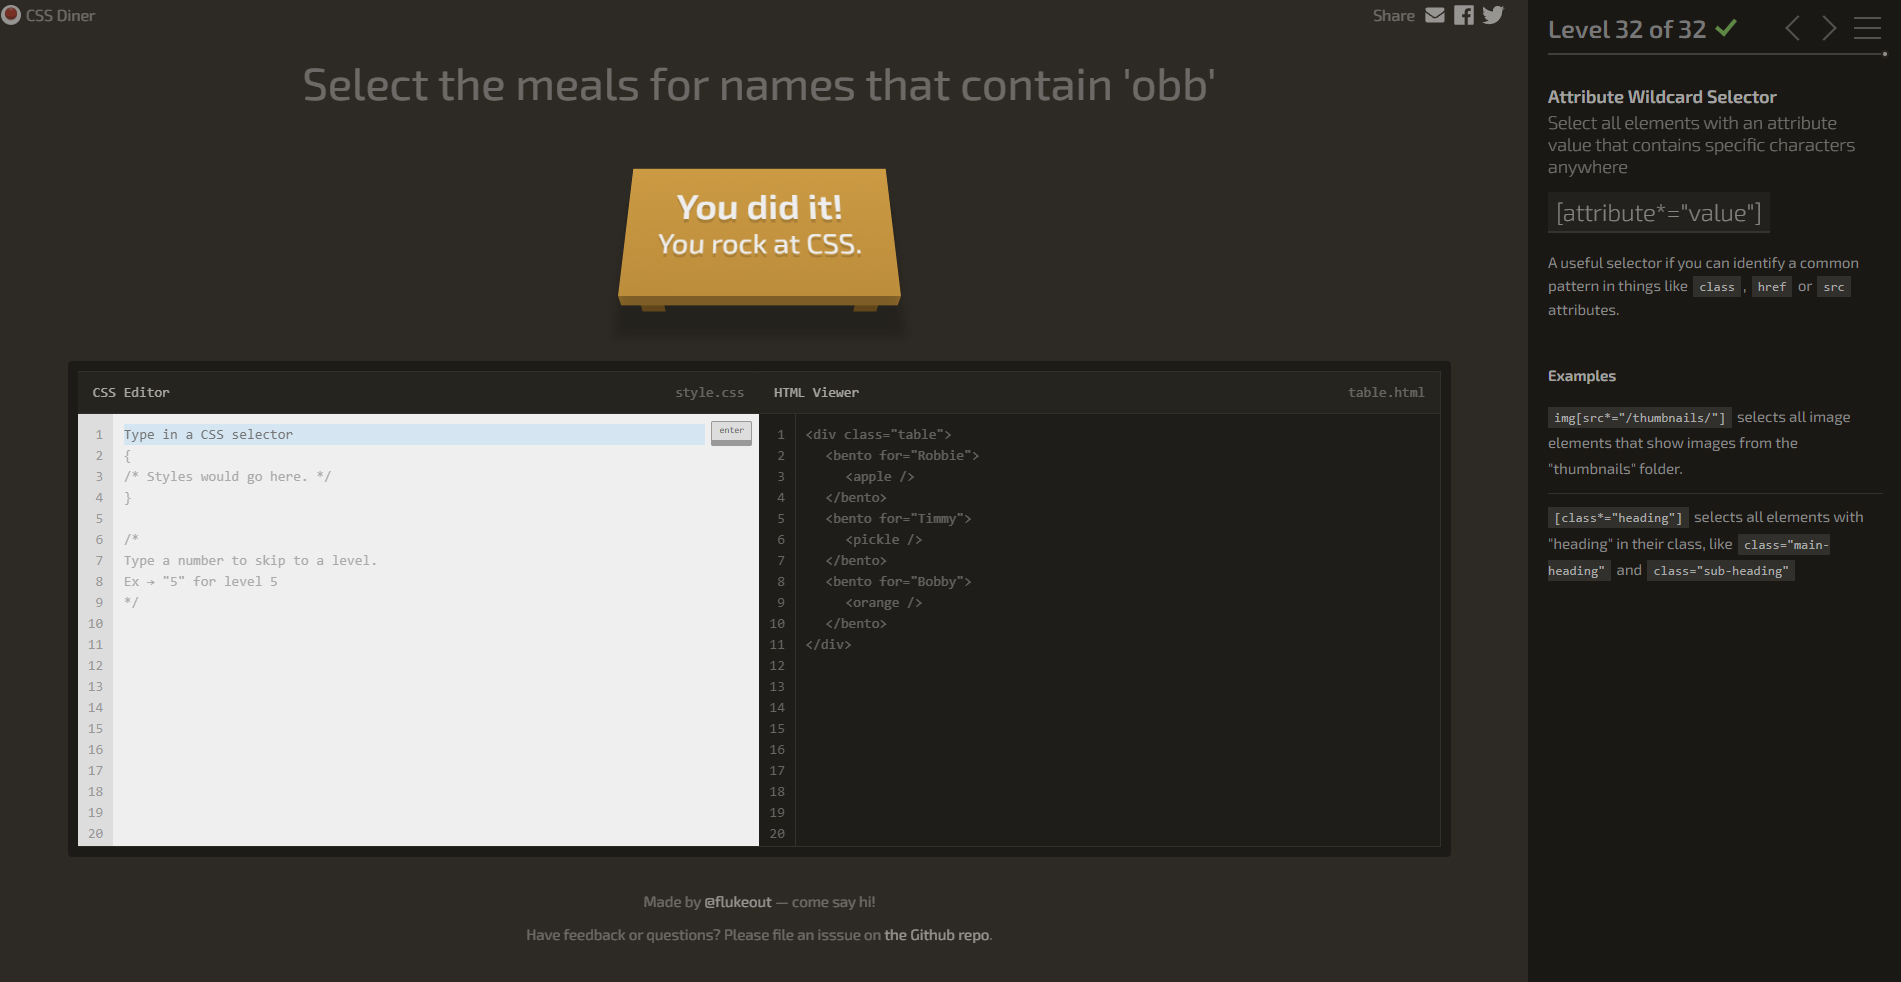 CSS Diner
Share
Select the meals for names that contain 'obb'
You did it!
You rock at CSS.
CSS Editor
style.css
HTML Viewer
table.html
1 Type in a CSS selector
enter
2 {
3 /* Styles would go here. */
4 }
5
6 /*
7 Type a number to skip to a level.
8 Ex → "5" for level 5
9 */
10
11
12
13
14
15
16
17
18
19
20
1 <div class="table">
2 <bento for="Robbie">
3 <apple />
4 </bento>
5 <bento for="Timmy">
6 <pickle />
7 </bento>
8 <bento for="Bobby">
9 <orange />
10 </bento>
11 </div>
12
13
14
15
16
17
18
19
20
Made by @flukeout — come say hi!
Have feedback or questions? Please file an isssue on the Github repo.
Level 32 of 32
Attribute Wildcard Selector
Select all elements with an attribute
value that contains specific characters
anywhere
[attribute*="value"]
A useful selector if you can identify a common
pattern in things like class , href or src
attributes.
Examples
img[src*="/thumbnails/"] selects all image
elements that show images from the
"thumbnails" folder.
[class*="heading"] selects all elements with
"heading" in their class, like class="main-
heading" and class="sub-heading"